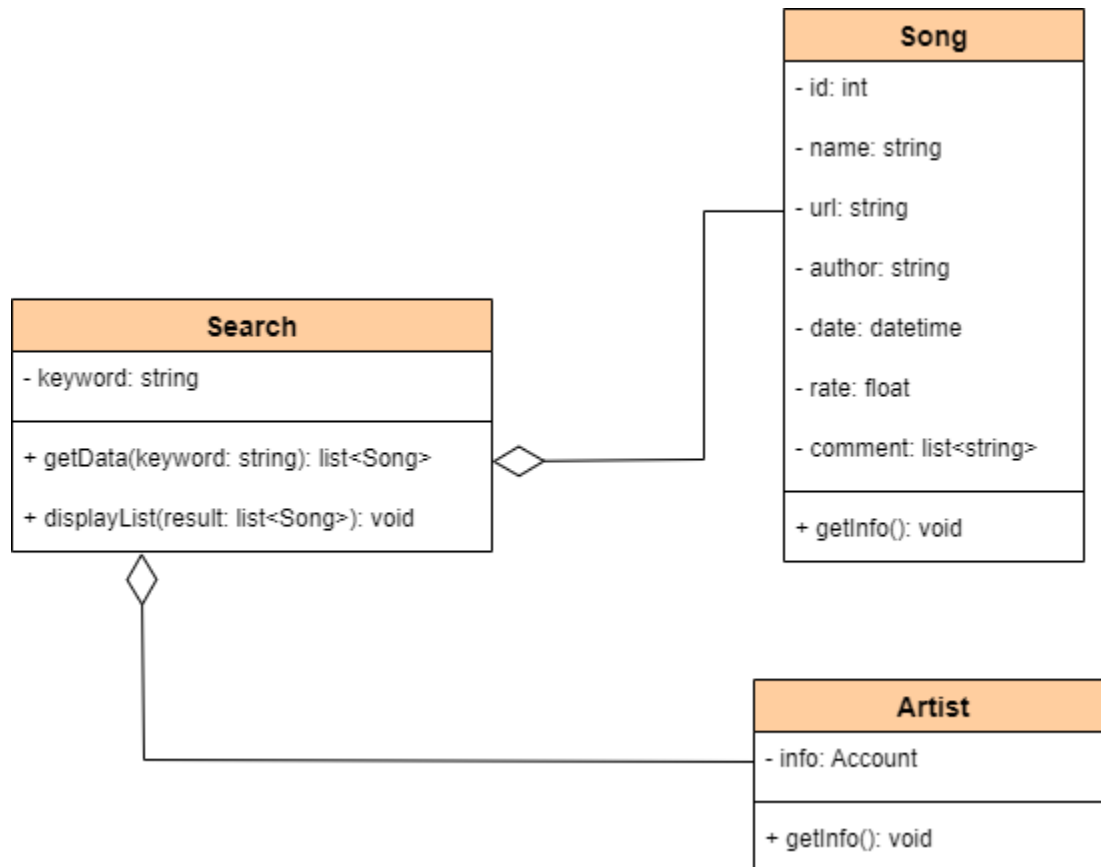 Song
- id: int
- name: string
- url: string
- author: string
- date: datetime
- rate: float
- comment: list<string>
+ getInfo(): void
Search
- keyword: string
+ getData(keyword: string): list<Song>
+ displayList(result: list<Song>): void
Artist
- info: Account
+ getInfo(): void